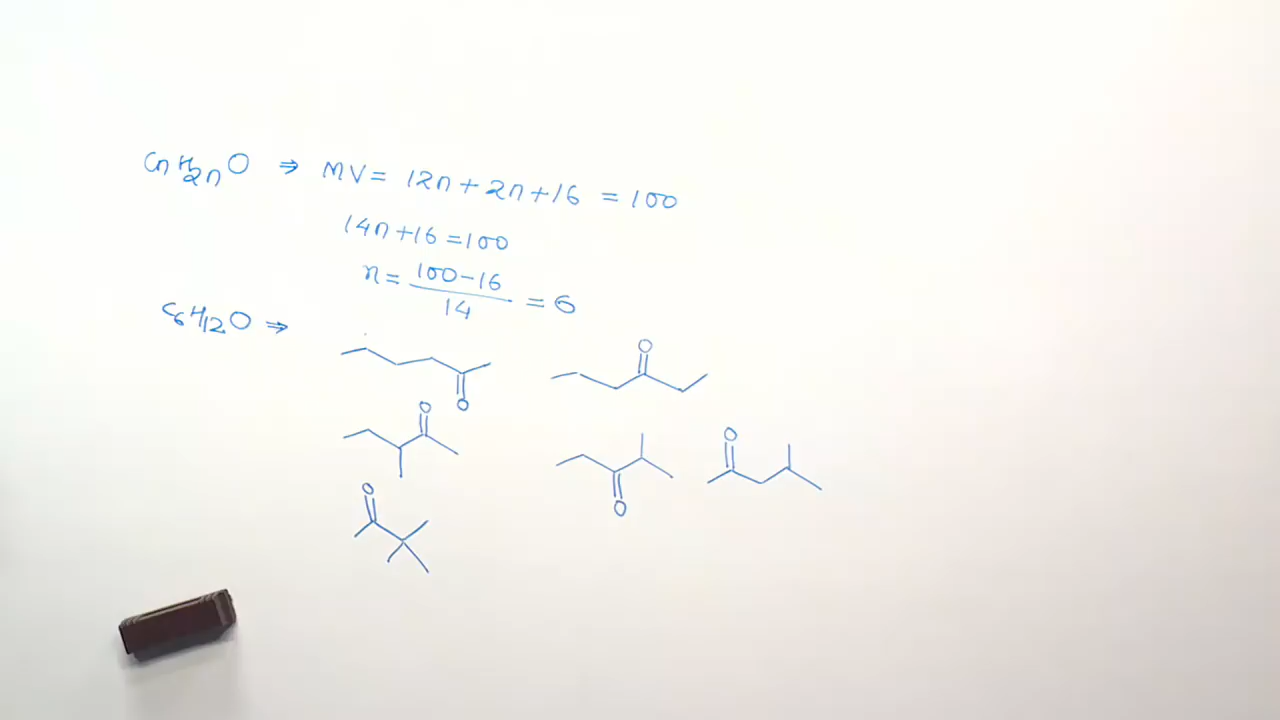 CnH2nO ⇒ MV = 12n + 2n + 16 = 100
14n + 16 = 100
n = 100 - 16 / 14 = 6
C6H12O ⇒
O
O
O
O
O
O